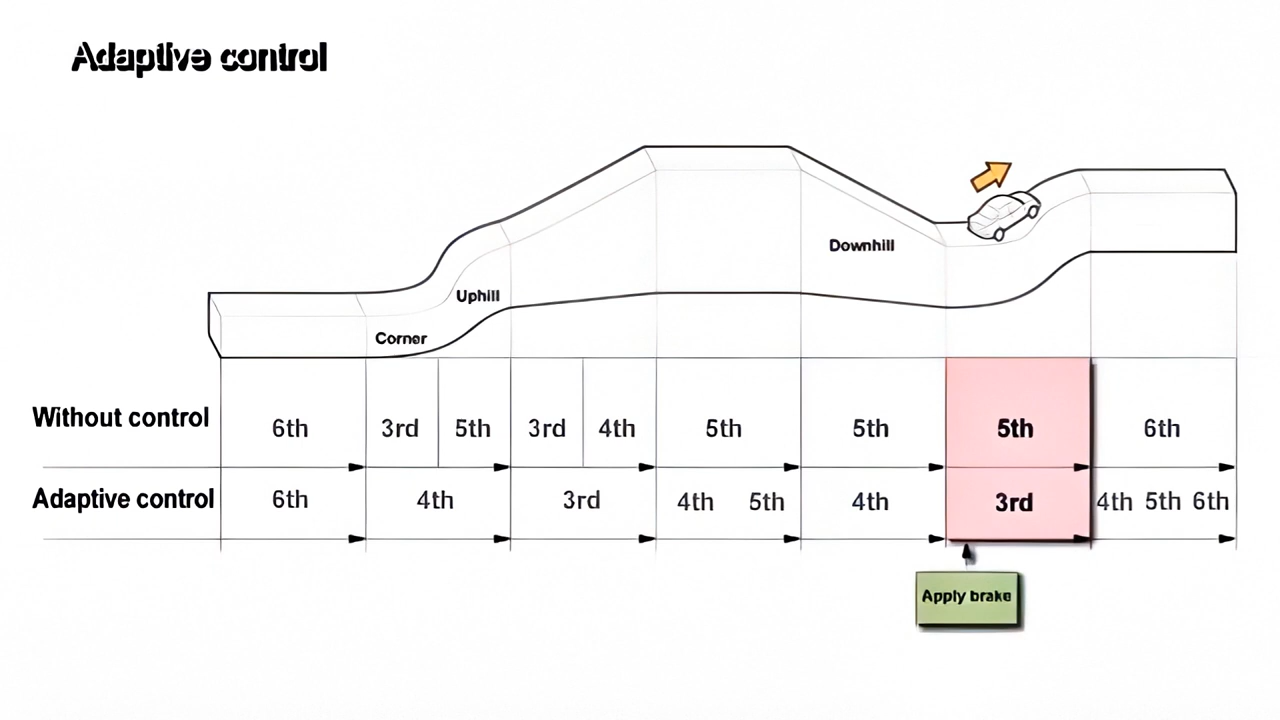 Adaptive control
Downhill
Uphill
Corner
Without control 6th 3rd 5th 3rd 4th 5th 5th 5th 6th
Adaptive control 6th 4th 3rd 4th 5th 4th 3rd 4th 5th 6th
Apply brake